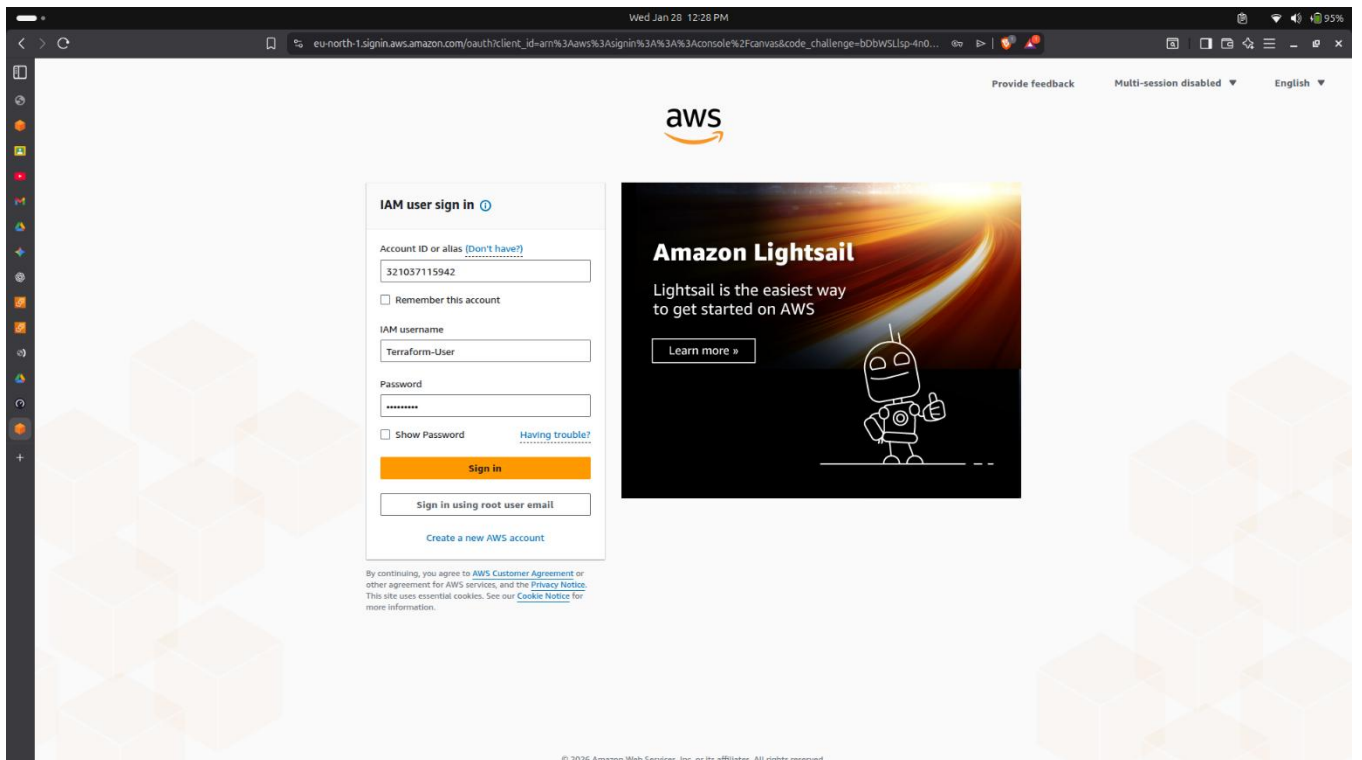 Wed Jan 28 12:28 PM
95%
eu-north-1.signin.aws.amazon.com/oauth?client_id=arn%3Aaws%3Asignin%3A%3A%3Aconsole%2Fcanvas&code_challenge=bDbWSLlsp-4n0...
Provide feedback Multi-session disabled English
aws
IAM user sign in
Account ID or alias (Don't have?)
321037115942
Remember this account
IAM username
Terraform-User
Password
•••••••••
Show Password Having trouble?
Sign in
Sign in using root user email
Create a new AWS account
By continuing, you agree to AWS Customer Agreement or
other agreement for AWS services, and the Privacy Notice.
This site uses essential cookies. See our Cookie Notice for
more information.
Amazon Lightsail
Lightsail is the easiest way
to get started on AWS
Learn more »
© 2026 Amazon Web Services, Inc. or its affiliates. All rights reserved.